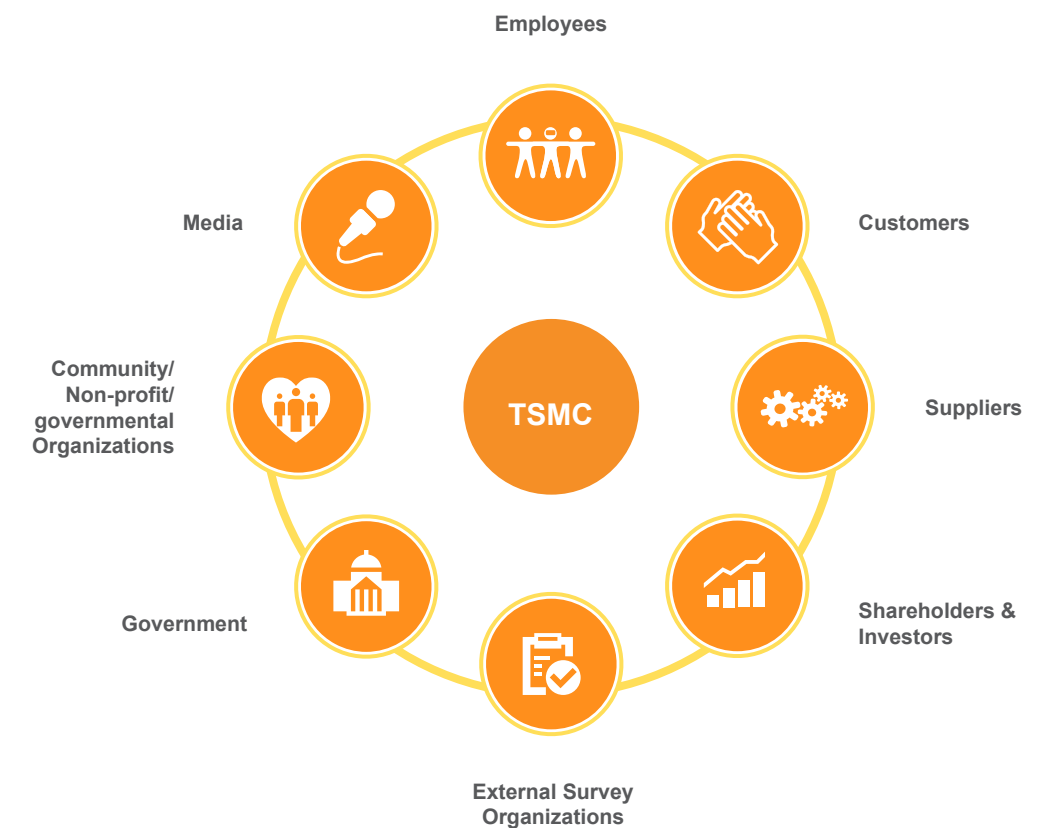 Employees
Media
Customers
Community/
Non-profit/
governmental
Organizations
TSMC
Suppliers
Government
Shareholders &
Investors
External Survey
Organizations